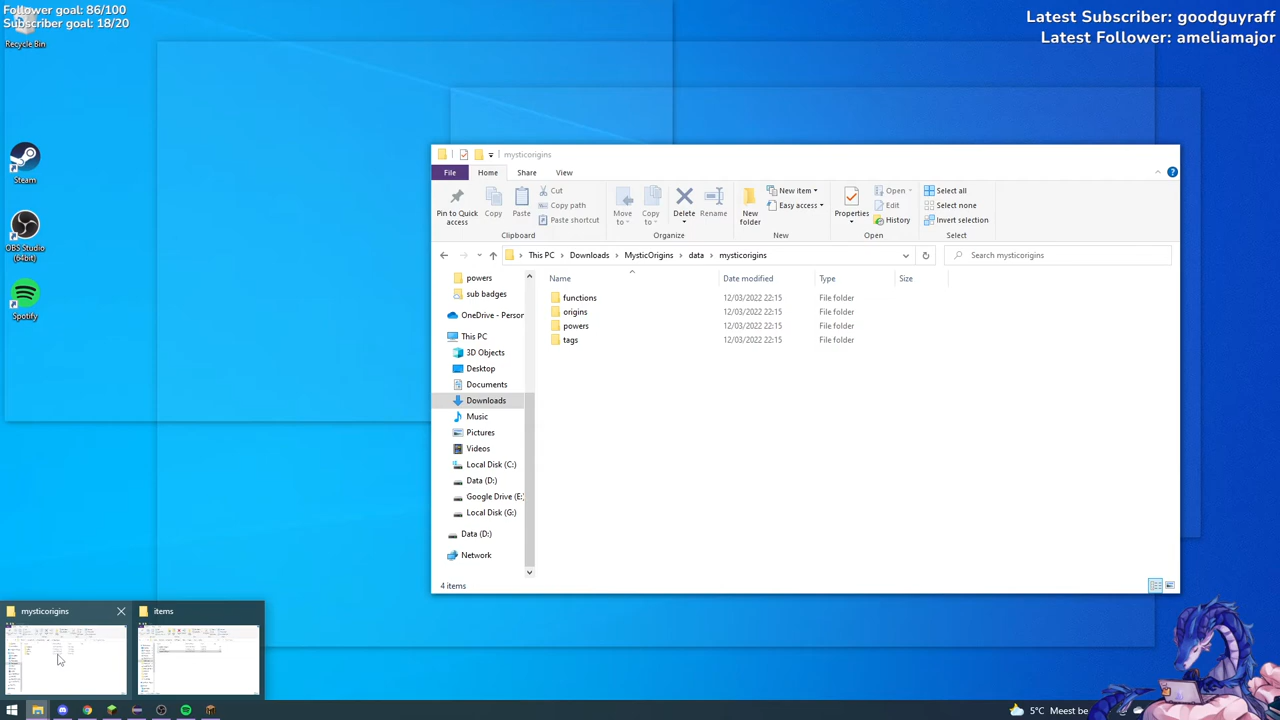 Follower goal: 86/100
Subscriber goal: 18/20
Latest Subscriber: goodguyraff
Latest Follower: ameliamajor
Recycle Bin
Steam
OBS Studio
(64bit)
Spotify
mysticorigins
File
Home
Share
View
Pin to Quick
access
Copy
Paste
Cut
Copy path
Paste shortcut
Clipboard
Move
to
Copy
to
Delete
Rename
Organize
New
folder
New item
Easy access
New
Properties
Open
Edit
History
Open
Select all
Select none
Invert selection
Select
This PC
Downloads
MysticOrigins
data
mysticorigins
Search mysticorigins
Name
Date modified
Type
Size
functions 12/03/2022 22:15 File folder
origins 12/03/2022 22:15 File folder
powers 12/03/2022 22:15 File folder
tags 12/03/2022 22:15 File folder
powers
sub badges
OneDrive - Person
This PC
3D Objects
Desktop
Documents
Downloads
Music
Pictures
Videos
Local Disk (C:)
Data (D:)
Google Drive (E:
Local Disk (G:)
Data (D:)
Network
4 items
mysticorigins
items
5°C Meest be